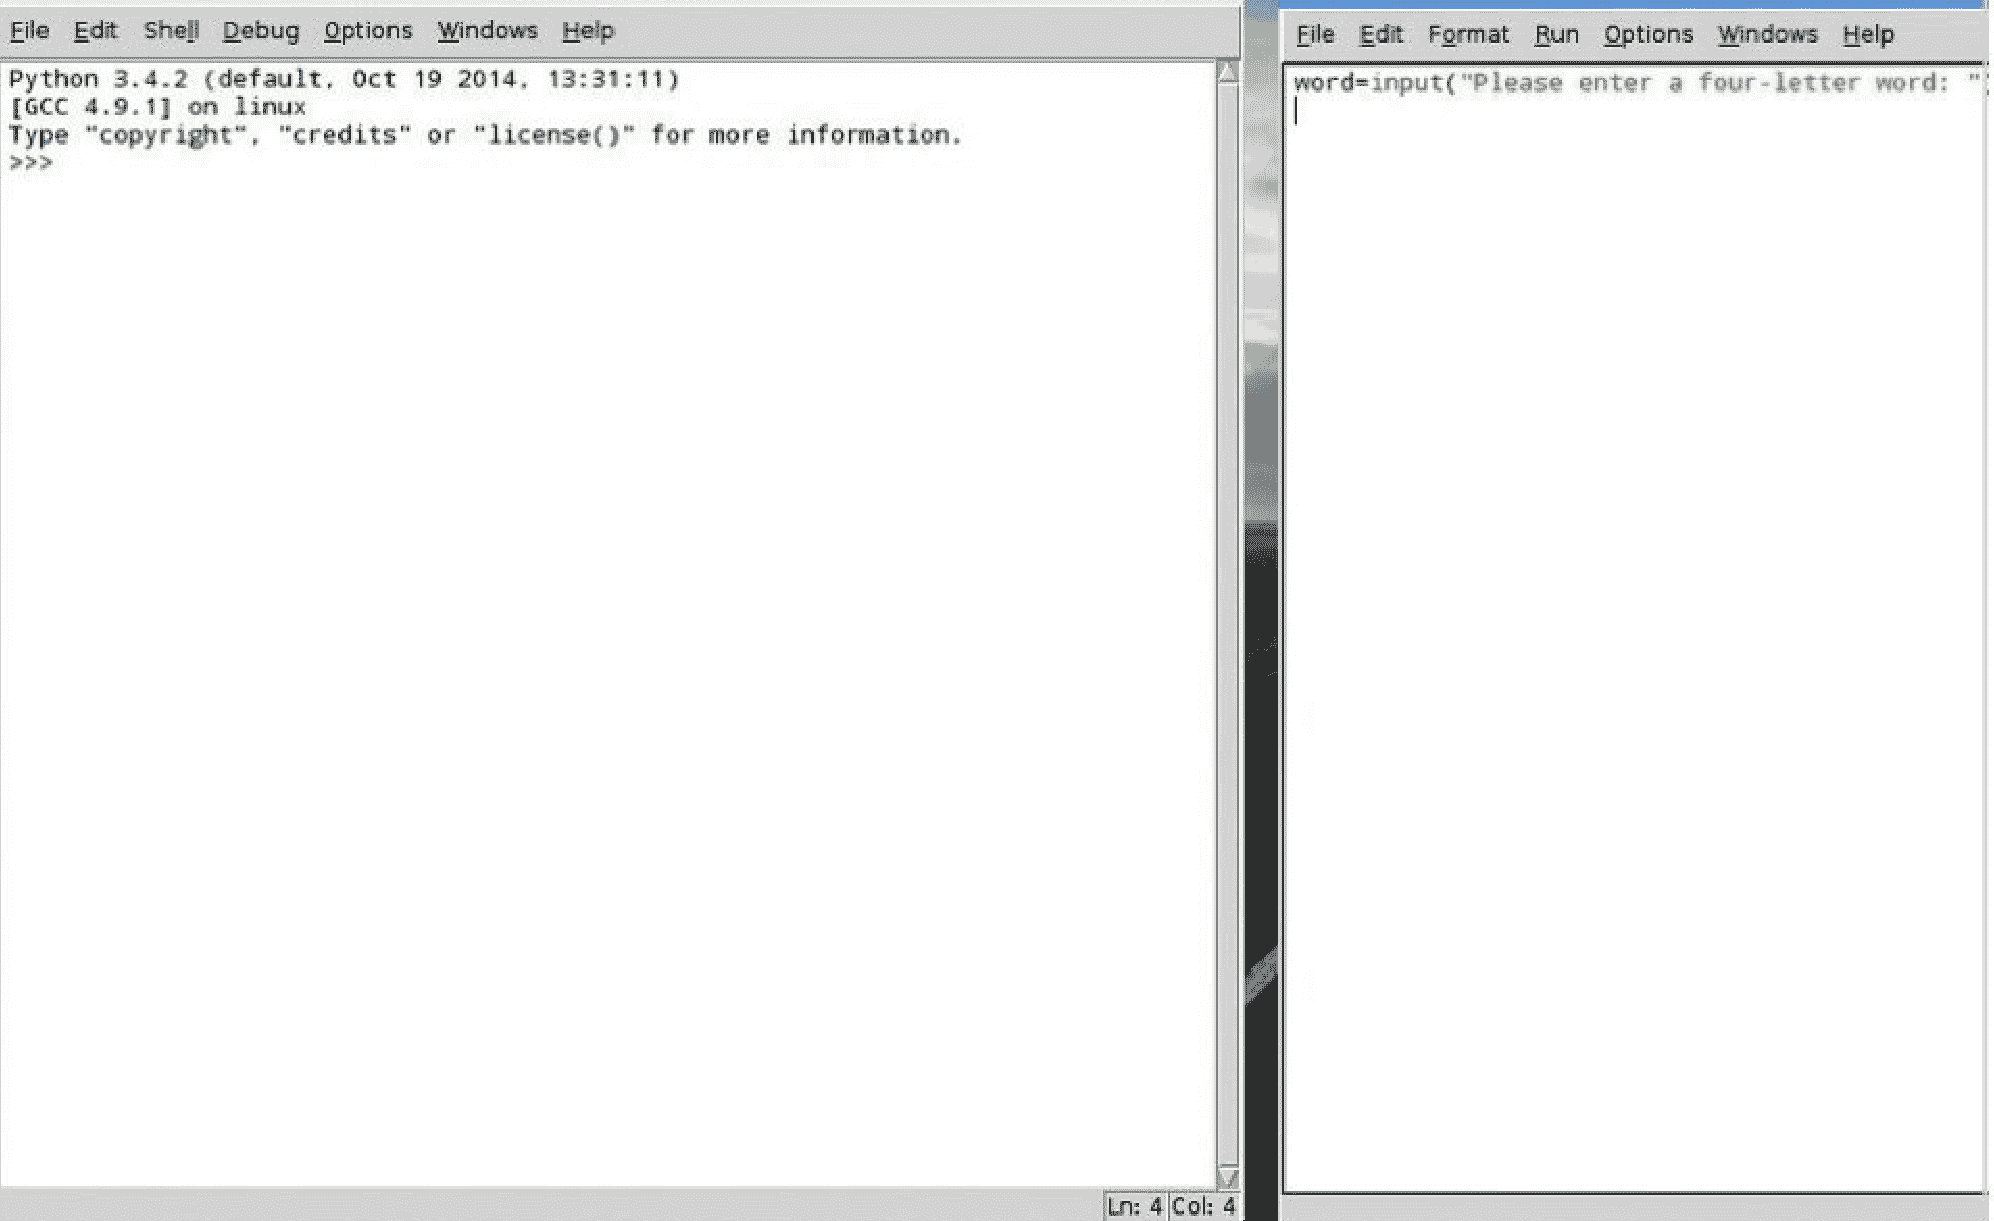 File Edit Shell Debug Options Windows Help
Python 3.4.2 (default, Oct 19 2014, 13:31:11)
[GCC 4.9.1] on linux
Type "copyright", "credits" or "license()" for more information.
>>>
Ln: 4 Col: 4
File Edit Format Run Options Windows Help
word=input("Please enter a four-letter word: "